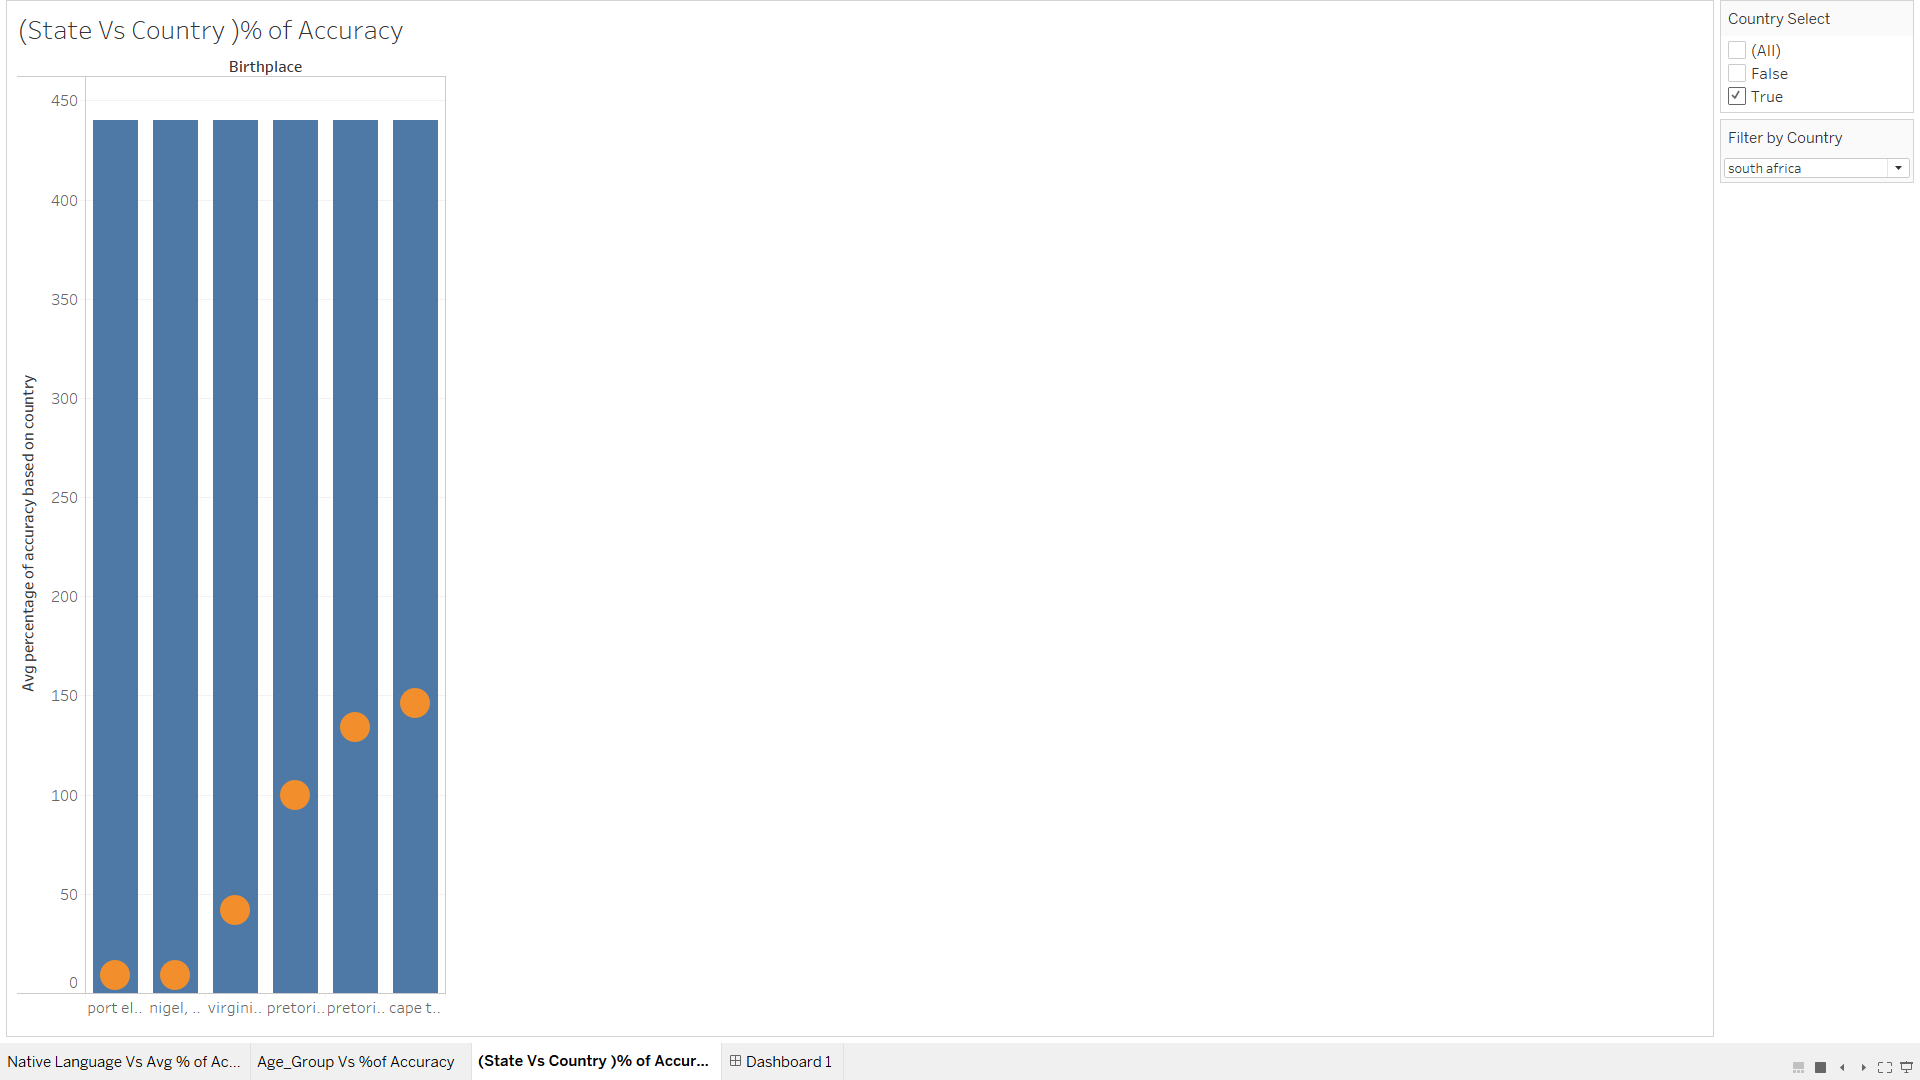 (State Vs Country )% of Accuracy
Birthplace
450
400
350
300
250
200
150
100
50
0
Avg percentage of accuracy based on country
port el.. nigel, .. virgini.. pretori.. pretori.. cape t..
Country Select
(All)
False
True
Filter by Country
south africa
Native Language Vs Avg % of Ac... Age_Group Vs %of Accuracy (State Vs Country )% of Accur... Dashboard 1